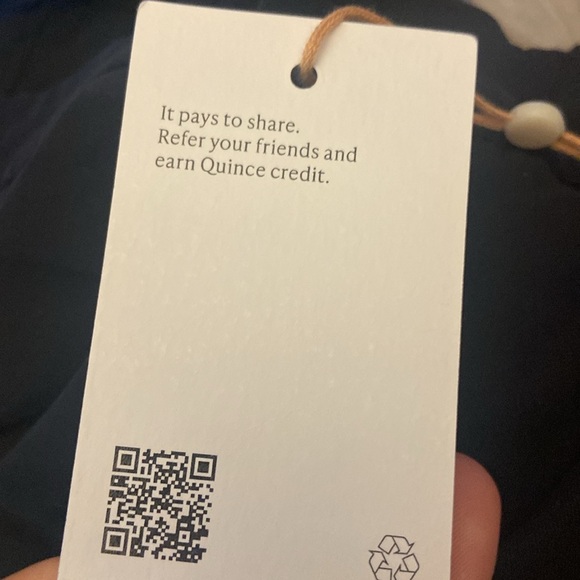 It pays to share.
Refer your friends and
earn Quince credit.